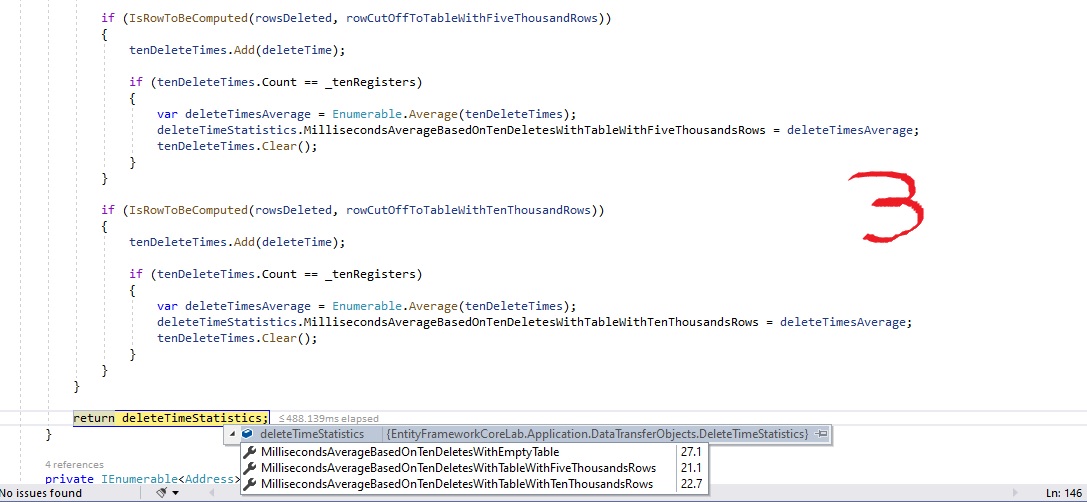 if (IsRowToBeComputed(rowsDeleted, rowCutOffToTableWithFiveThousandRows))
{
tenDeleteTimes.Add(deleteTime);
if (tenDeleteTimes.Count == _tenRegisters)
{
var deleteTimesAverage = Enumerable.Average(tenDeleteTimes);
deleteTimeStatistics.MillisecondsAverageBasedOnTenDeletesWithTableWithFiveThousandsRows = deleteTimesAverage;
tenDeleteTimes.Clear();
}
}
3
if (IsRowToBeComputed(rowsDeleted, rowCutOffToTableWithTenThousandRows))
{
tenDeleteTimes.Add(deleteTime);
if (tenDeleteTimes.Count == _tenRegisters)
{
var deleteTimesAverage = Enumerable.Average(tenDeleteTimes);
deleteTimeStatistics.MillisecondsAverageBasedOnTenDeletesWithTableWithTenThousandsRows = deleteTimesAverage;
tenDeleteTimes.Clear();
}
}
}
return deleteTimeStatistics; ≤488.139ms elapsed
}
deleteTimeStatistics {EntityFrameworkCoreLab.Application.DataTransferObjects.DeleteTimeStatistics}
MillisecondsAverageBasedOnTenDeletesWithEmptyTable 27.1
MillisecondsAverageBasedOnTenDeletesWithTableWithFiveThousandsRows 21.1
MillisecondsAverageBasedOnTenDeletesWithTableWithTenThousandsRows 22.7
4 references
private IEnumerable<Address>
No issues found
Ln: 146